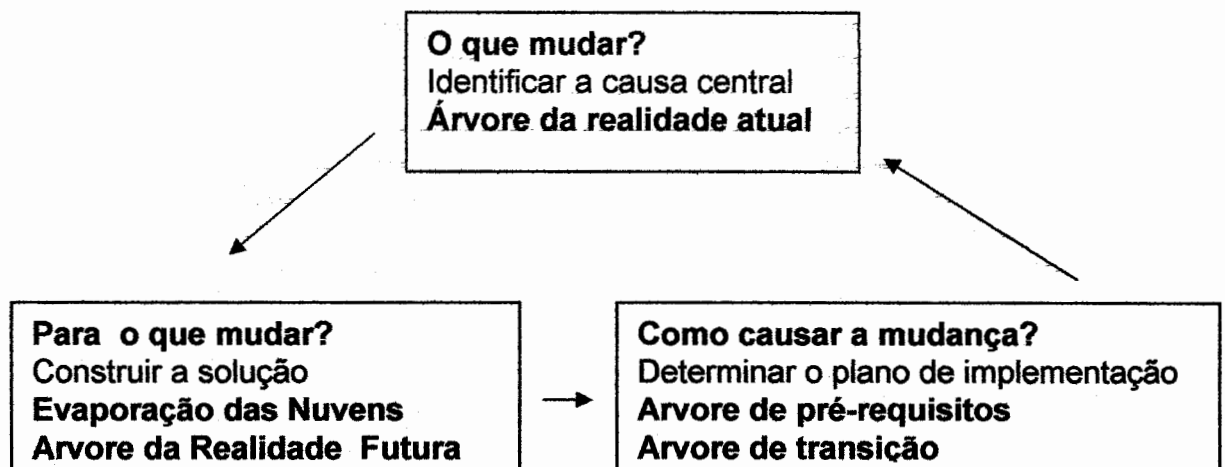 O que mudar?
Identificar a causa central
Árvore da realidade atual
Para o que mudar?
Construir a solução
Evaporação das Nuvens
Arvore da Realidade Futura
Como causar a mudança?
Determinar o plano de implementação
Arvore de pré-requisitos
Arvore de transição